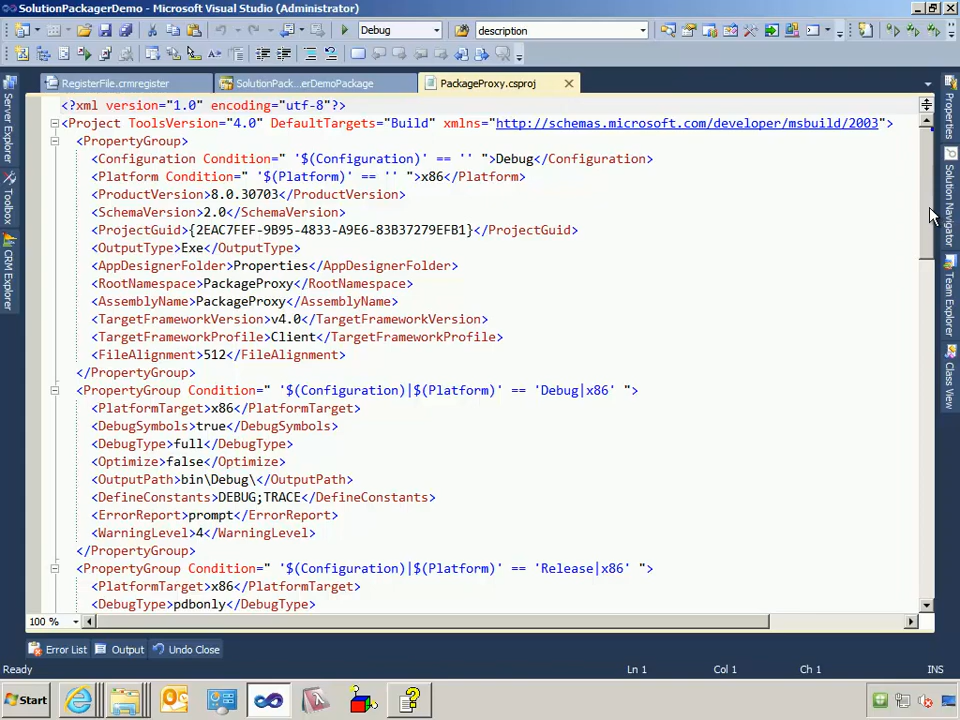 SolutionPackagerDemo - Microsoft Visual Studio (Administrator)
Debug
description
RegisterFile.crmregister
SolutionPack...erDemoPackage
PackageProxy.csproj
<?xml version="1.0" encoding="utf-8"?>
<Project ToolsVersion="4.0" DefaultTargets="Build" xmlns="http://schemas.microsoft.com/developer/msbuild/2003">
<PropertyGroup>
<Configuration Condition=" '$(Configuration)' == '' ">Debug</Configuration>
<Platform Condition=" '$(Platform)' == '' ">x86</Platform>
<ProductVersion>8.0.30703</ProductVersion>
<SchemaVersion>2.0</SchemaVersion>
<ProjectGuid>{2EAC7FEF-9B95-4833-A9E6-83B37279EFB1}</ProjectGuid>
<OutputType>Exe</OutputType>
<AppDesignerFolder>Properties</AppDesignerFolder>
<RootNamespace>PackageProxy</RootNamespace>
<AssemblyName>PackageProxy</AssemblyName>
<TargetFrameworkVersion>v4.0</TargetFrameworkVersion>
<TargetFrameworkProfile>Client</TargetFrameworkProfile>
<FileAlignment>512</FileAlignment>
</PropertyGroup>
<PropertyGroup Condition=" '$(Configuration)|$(Platform)' == 'Debug|x86' ">
<PlatformTarget>x86</PlatformTarget>
<DebugSymbols>true</DebugSymbols>
<DebugType>full</DebugType>
<Optimize>false</Optimize>
<OutputPath>bin\Debug\</OutputPath>
<DefineConstants>DEBUG;TRACE</DefineConstants>
<ErrorReport>prompt</ErrorReport>
<WarningLevel>4</WarningLevel>
</PropertyGroup>
<PropertyGroup Condition=" '$(Configuration)|$(Platform)' == 'Release|x86' ">
<PlatformTarget>x86</PlatformTarget>
<DebugType>pdbonly</DebugType>
Server Explorer
Toolbox
CRM Explorer
Properties
Solution Navigator
Team Explorer
Class View
100 %
Error List
Output
Undo Close
Ready
Ln 1
Col 1
Ch 1
INS
Start